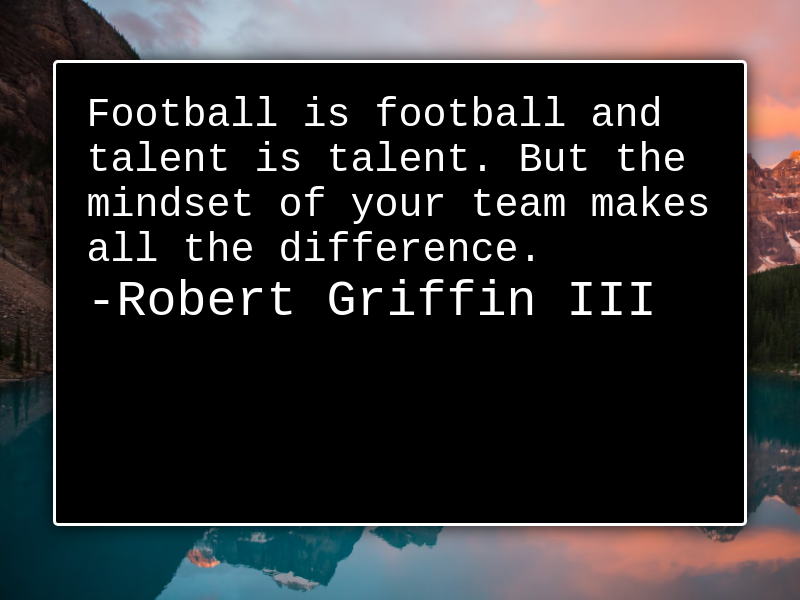 Football is football and
talent is talent. But the
mindset of your team makes
all the difference.
-Robert Griffin III